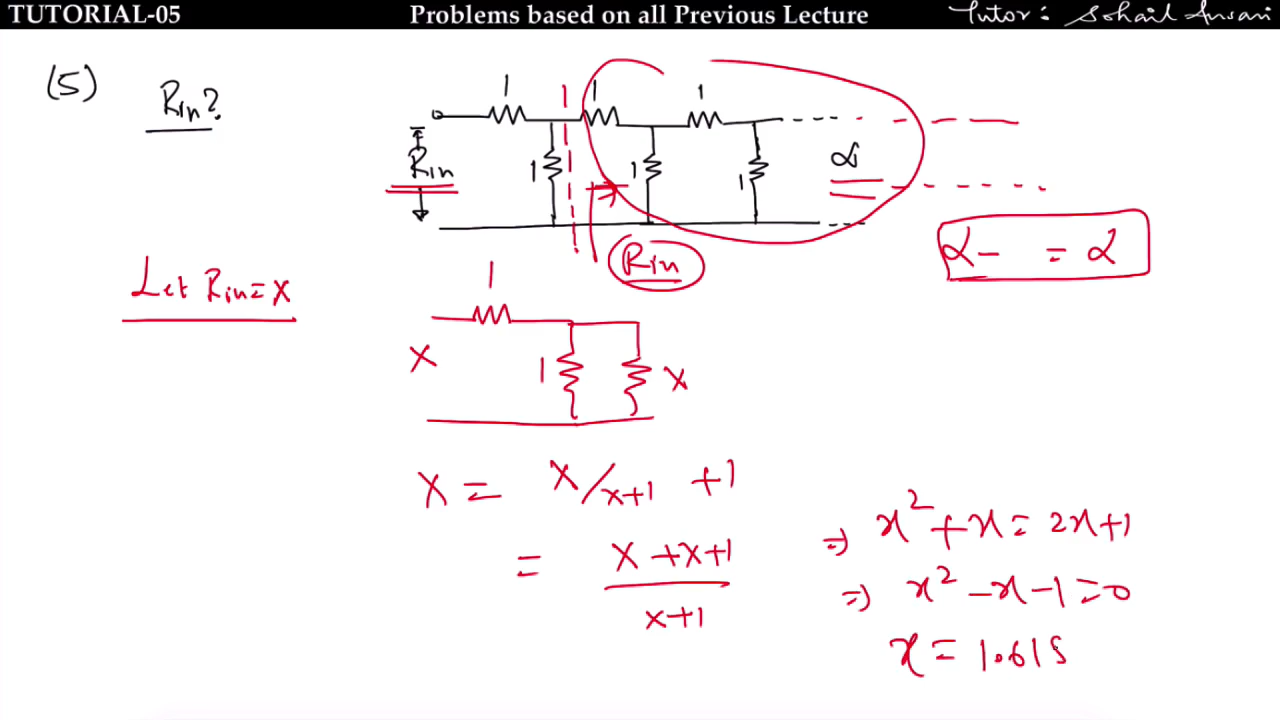 TUTORIAL-05 Problems based on all Previous Lecture Tutor: Sohail Ansari
(5) Rin?
1 1 1
Rin 1 1 1 α
Rin
α- = α
Let Rin=X
1
X 1 X
X = X/X+1 +1
= X+X+1
X+1
⇒ x²+x=2x+1
⇒ x²-x-1=0
x=1.618